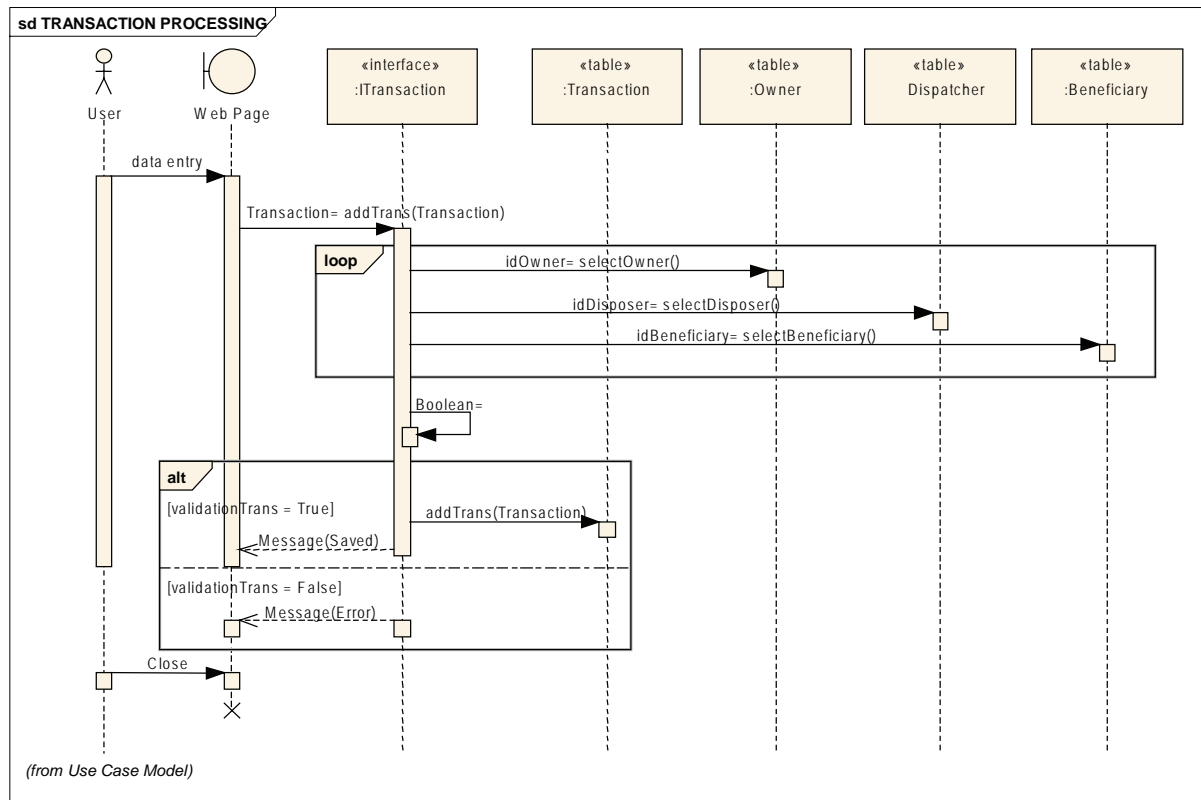 sd TRANSACTION PROCESSING
User
Web Page
«interface»
:ITransaction
«table»
:Transaction
«table»
:Owner
«table»
Dispatcher
«table»
:Beneficiary
data entry
Transaction= addTrans(Transaction)
loop
idOwner= selectOwner()
idDisposer= selectDisposer()
idBeneficiary= selectBeneficiary()
Boolean=
alt
[validationTrans = True]
addTrans(Transaction)
Message(Saved)
[validationTrans = False]
Message(Error)
Close
(from Use Case Model)